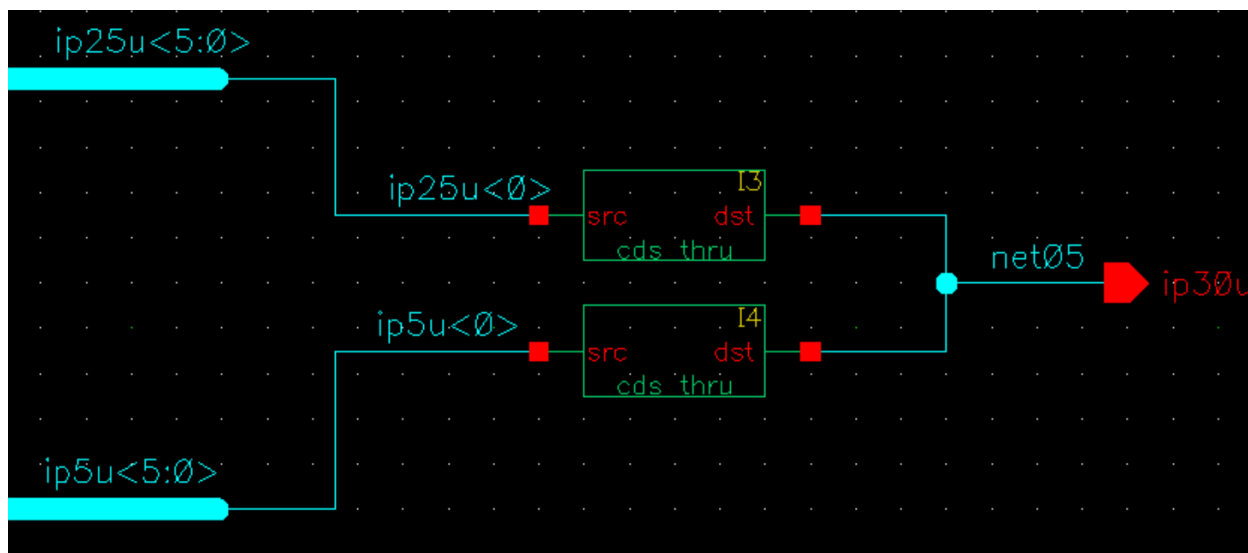 ip25u<5:0>
ip25u<0>
I3
src dst
cds thru
net05
ip30u
ip5u<0>
I4
src dst
cds thru
ip5u<5:0>